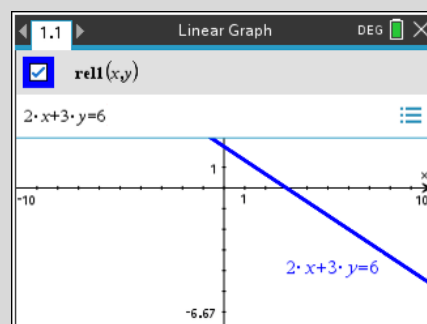 1.1 Linear Graph DEG
rel1(x,y)
2·x+3·y=6
1
x
-10 1 10
2·x+3·y=6
-6.67